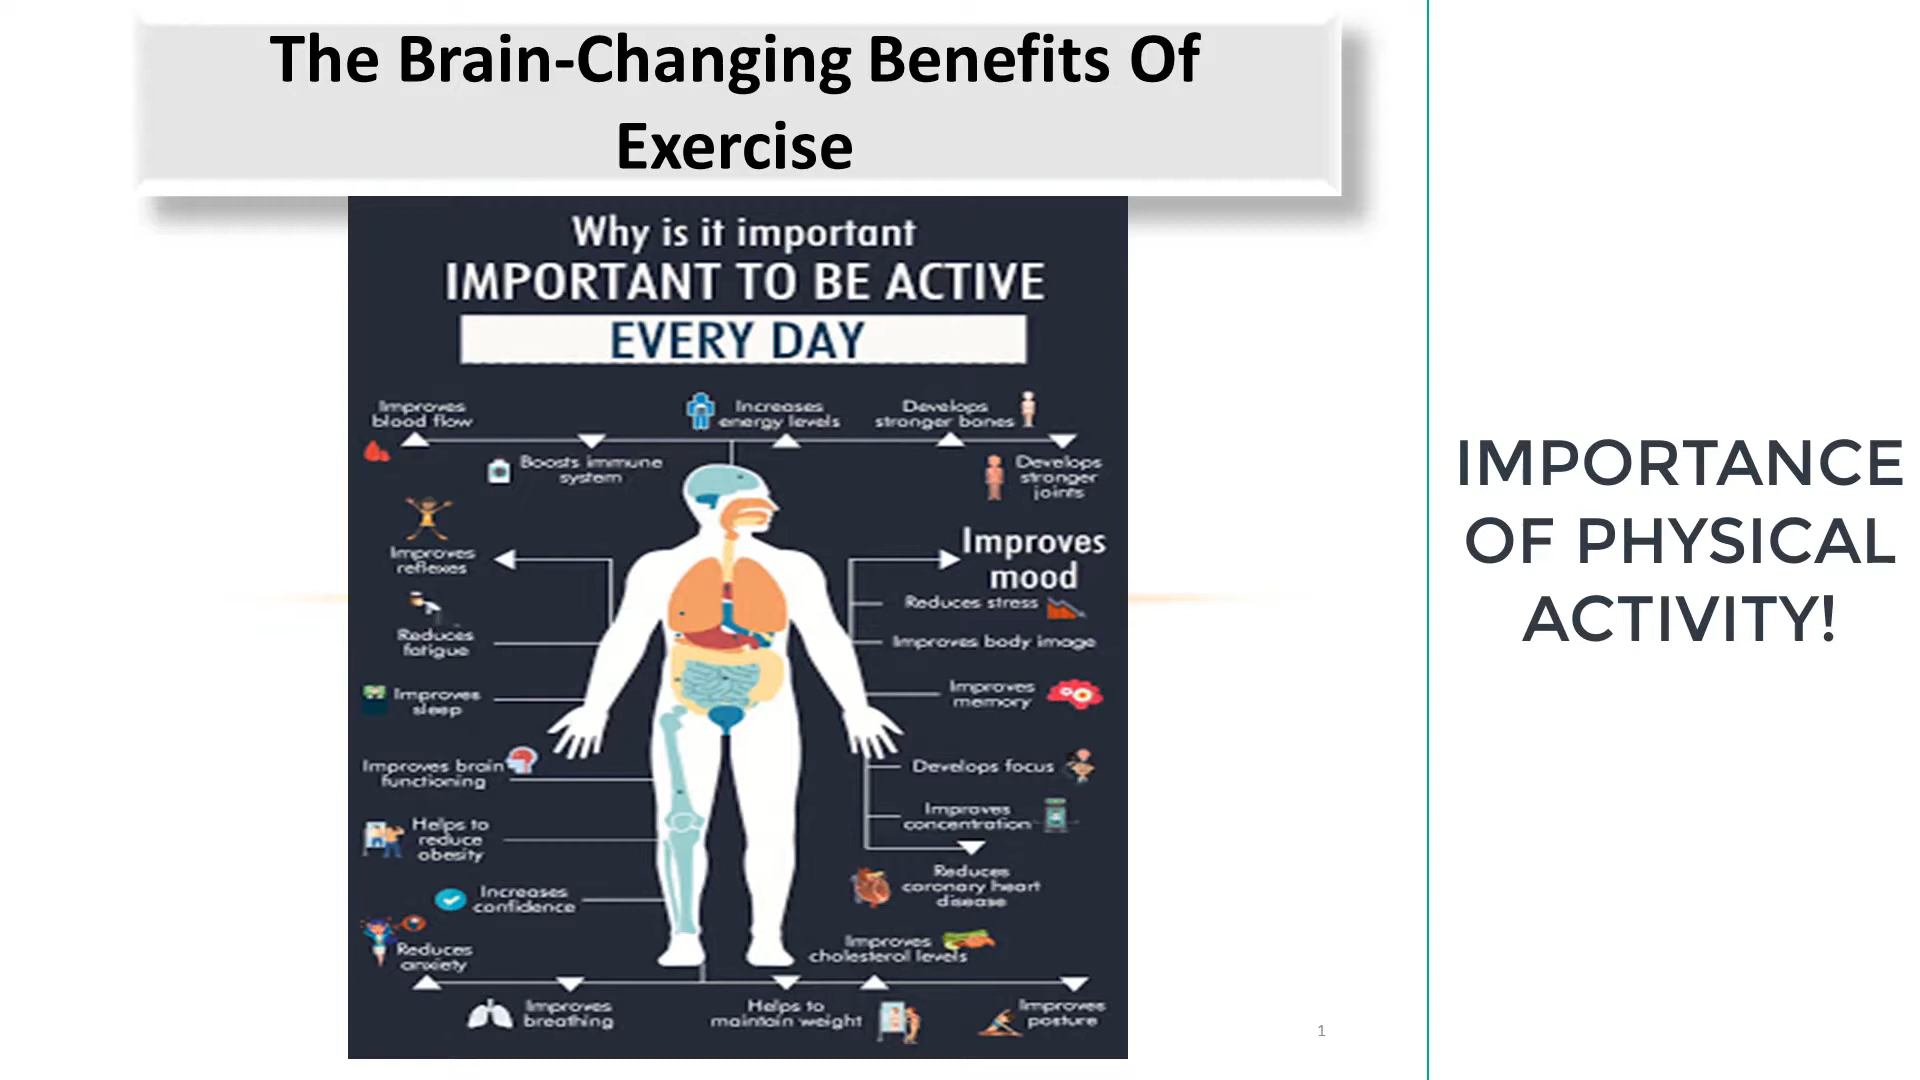 The Brain-Changing Benefits Of
Exercise
Why is it important
IMPORTANT TO BE ACTIVE
EVERY DAY
Improves
blood flow
Boosts immune
system
Increases
energy levels
Develops
stronger bones
Develops
stronger
joints
Improves
reflexes
Reduces
fatigue
Improves
sleep
Improves brain
functioning
Helps to
reduce
obesity
Increases
confidence
Reduces
anxiety
Improves
mood
Reduces stress
Improves body image
Improves
memory
Develops focus
Improves
concentration
Reduces
coronary heart
disease
Improves
cholesterol levels
Improves
breathing
Helps to
maintain weight
Improves
posture
1
IMPORTANCE
OF PHYSICAL
ACTIVITY!